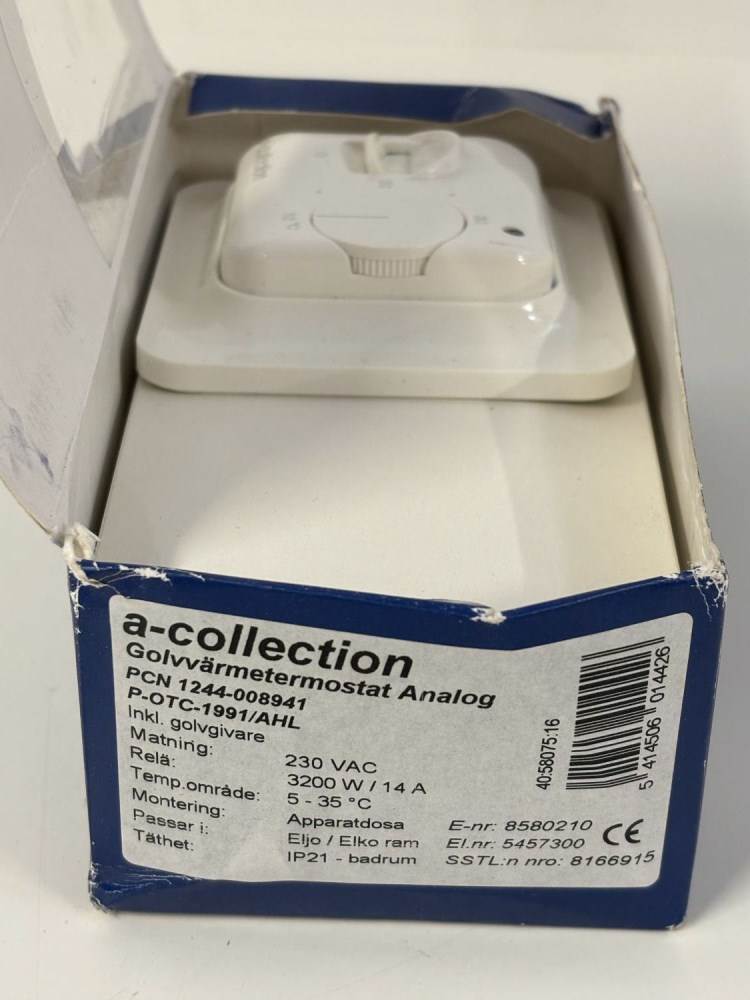 a-collection
Golvvärmetermostat Analog
PCN 1244-008941
P-OTC-1991/AHL
Inkl. golvgivare
Matning: 230 VAC
Relä: 3200 W / 14 A
Temp.område: 5 - 35 °C
Montering: Apparatdosa
Passar i: Eljo / Elko ram
Täthet: IP21 - badrum
E-nr: 8580210
El.nr: 5457300
SSTL:n nro: 8166915
CE
40:58075:16
5 414506 014426